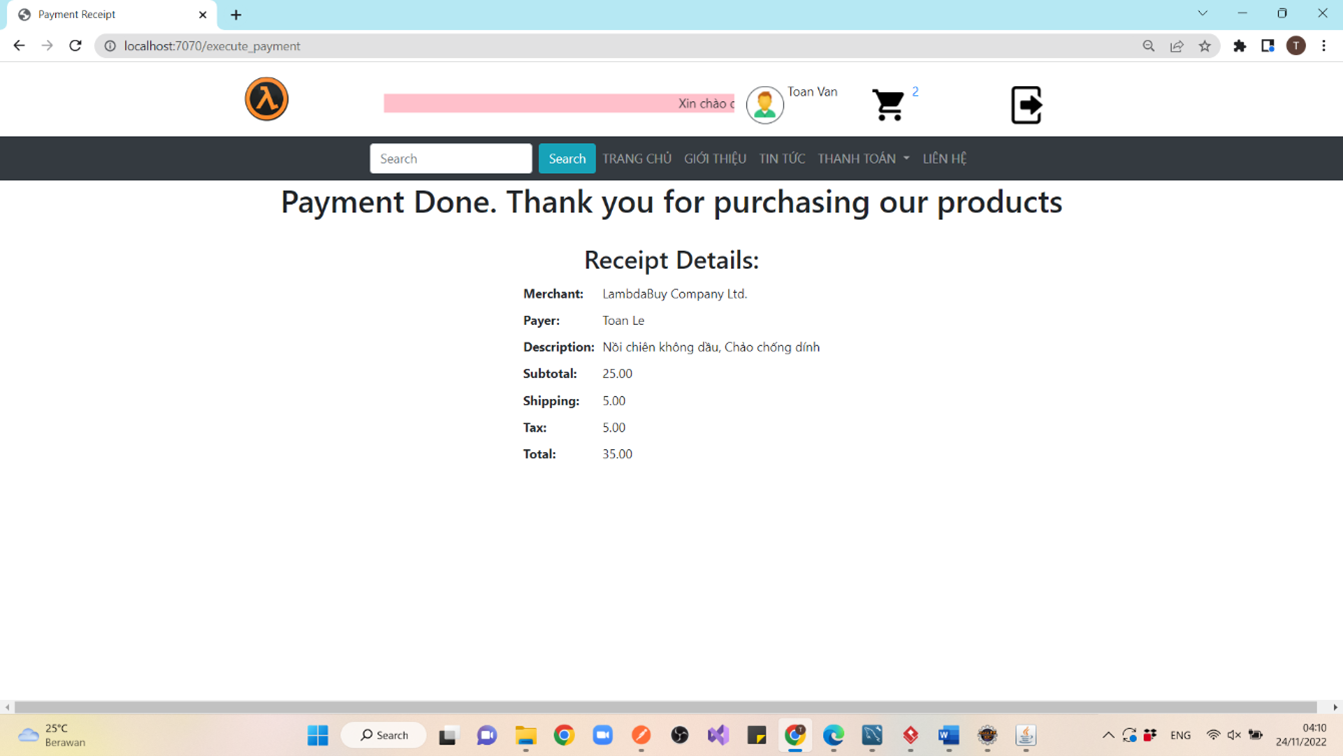 Payment Receipt
localhost:7070/execute_payment
T
Xin chào
Toan Van
2
Search
Search
TRANG CHỦ
GIỚI THIỆU
TIN TỨC
THANH TOÁN
LIÊN HỆ
Payment Done. Thank you for purchasing our products
Receipt Details:
Merchant: LambdaBuy Company Ltd.
Payer: Toan Le
Description: Nồi chiên không dầu, Chảo chống dính
Subtotal: 25.00
Shipping: 5.00
Tax: 5.00
Total: 35.00
25°C
Berawan
Search
ENG
04:10
24/11/2022